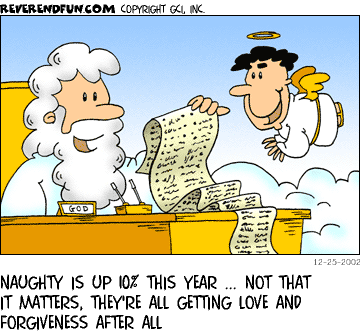 REVERENDFUN.COM COPYRIGHT GCI, INC.
GOD
12-25-2002
NAUGHTY IS UP 10% THIS YEAR ... NOT THAT
IT MATTERS, THEY'RE ALL GETTING LOVE AND
FORGIVENESS AFTER ALL